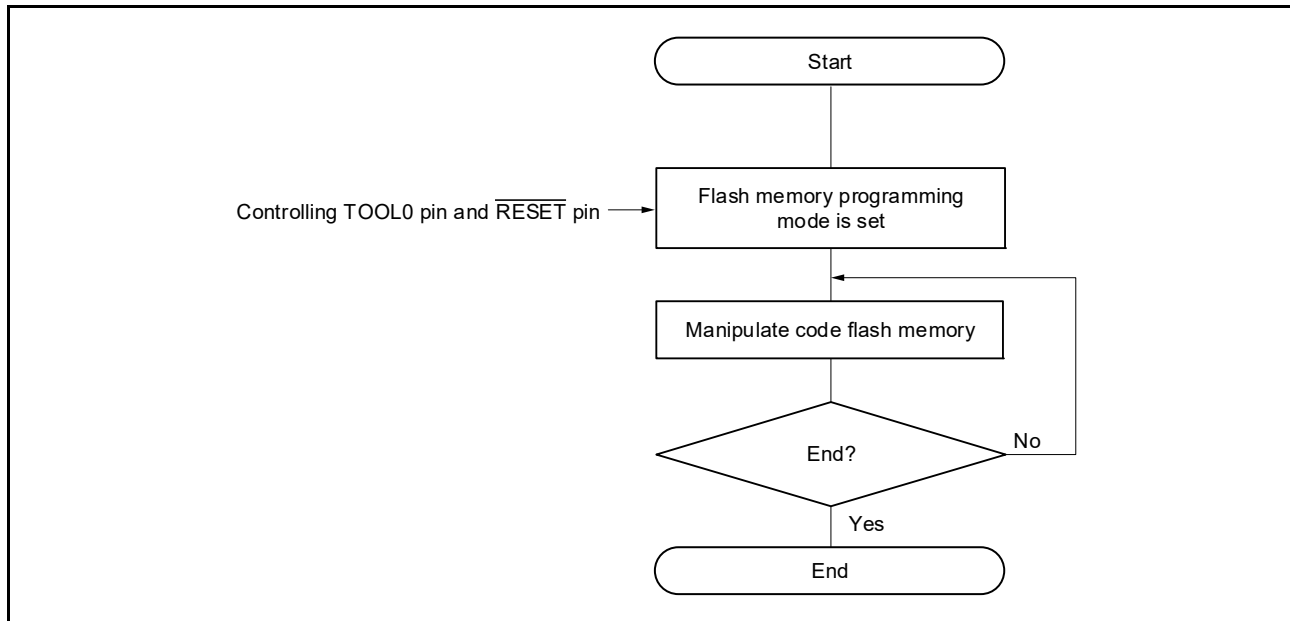 Start
Controlling TOOL0 pin and RESET pin
Flash memory programming
mode is set
Manipulate code flash memory
End?
No
Yes
End